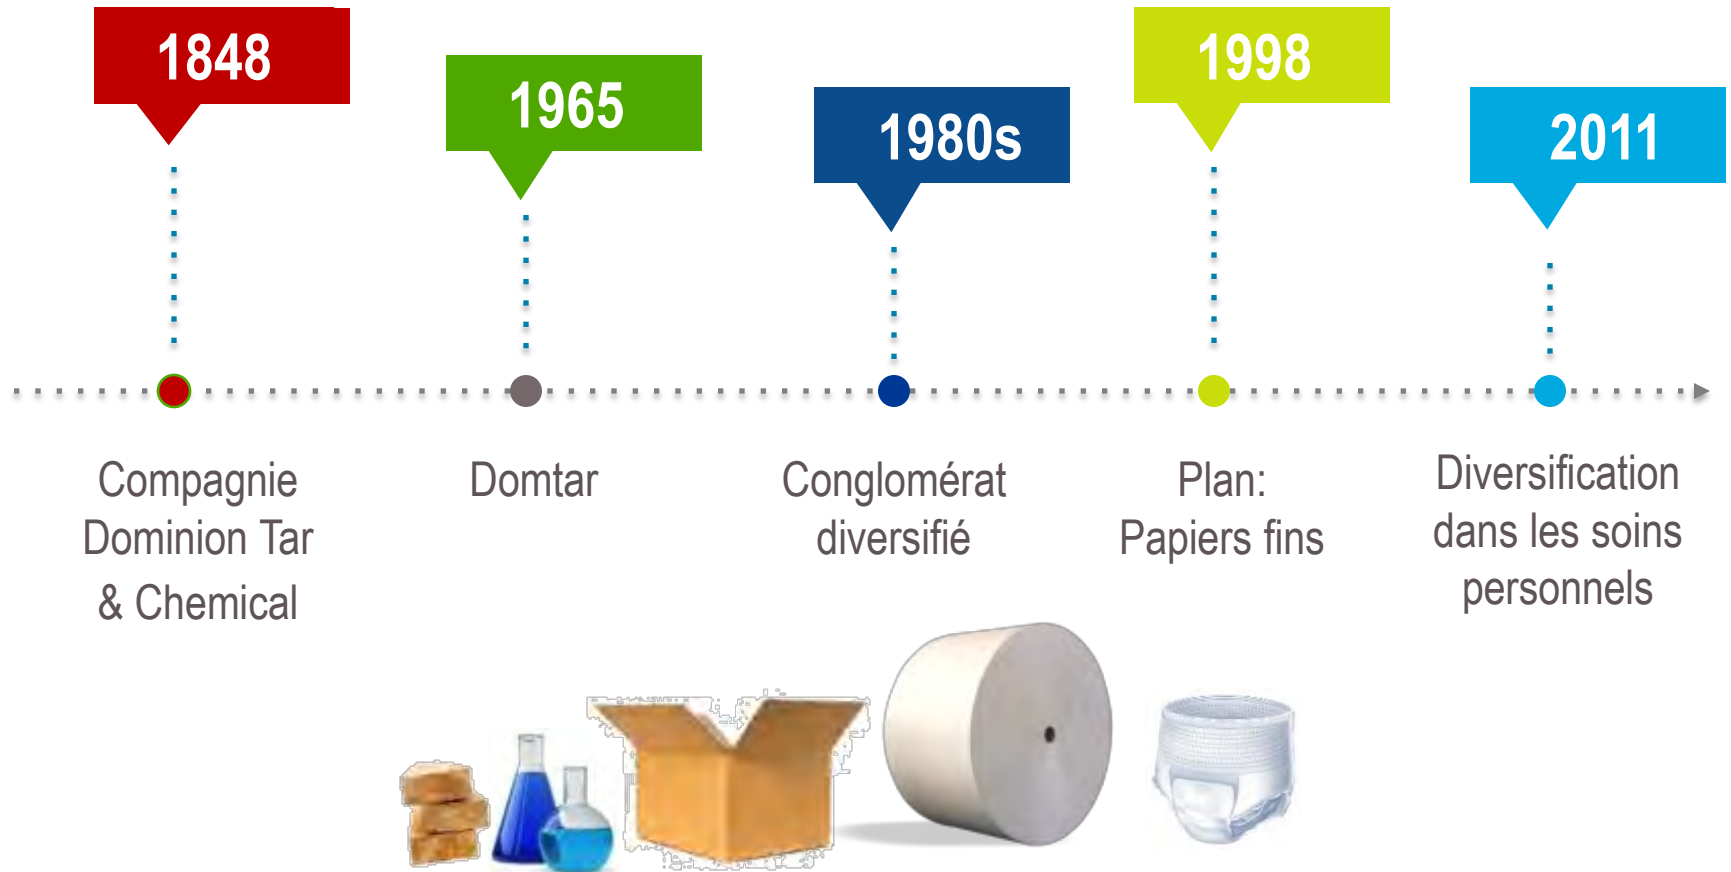 1848
1965
1980s
1998
2011
Compagnie
Dominion Tar
& Chemical
Domtar
Conglomérat
diversifié
Plan:
Papiers fins
Diversification
dans les soins
personnels